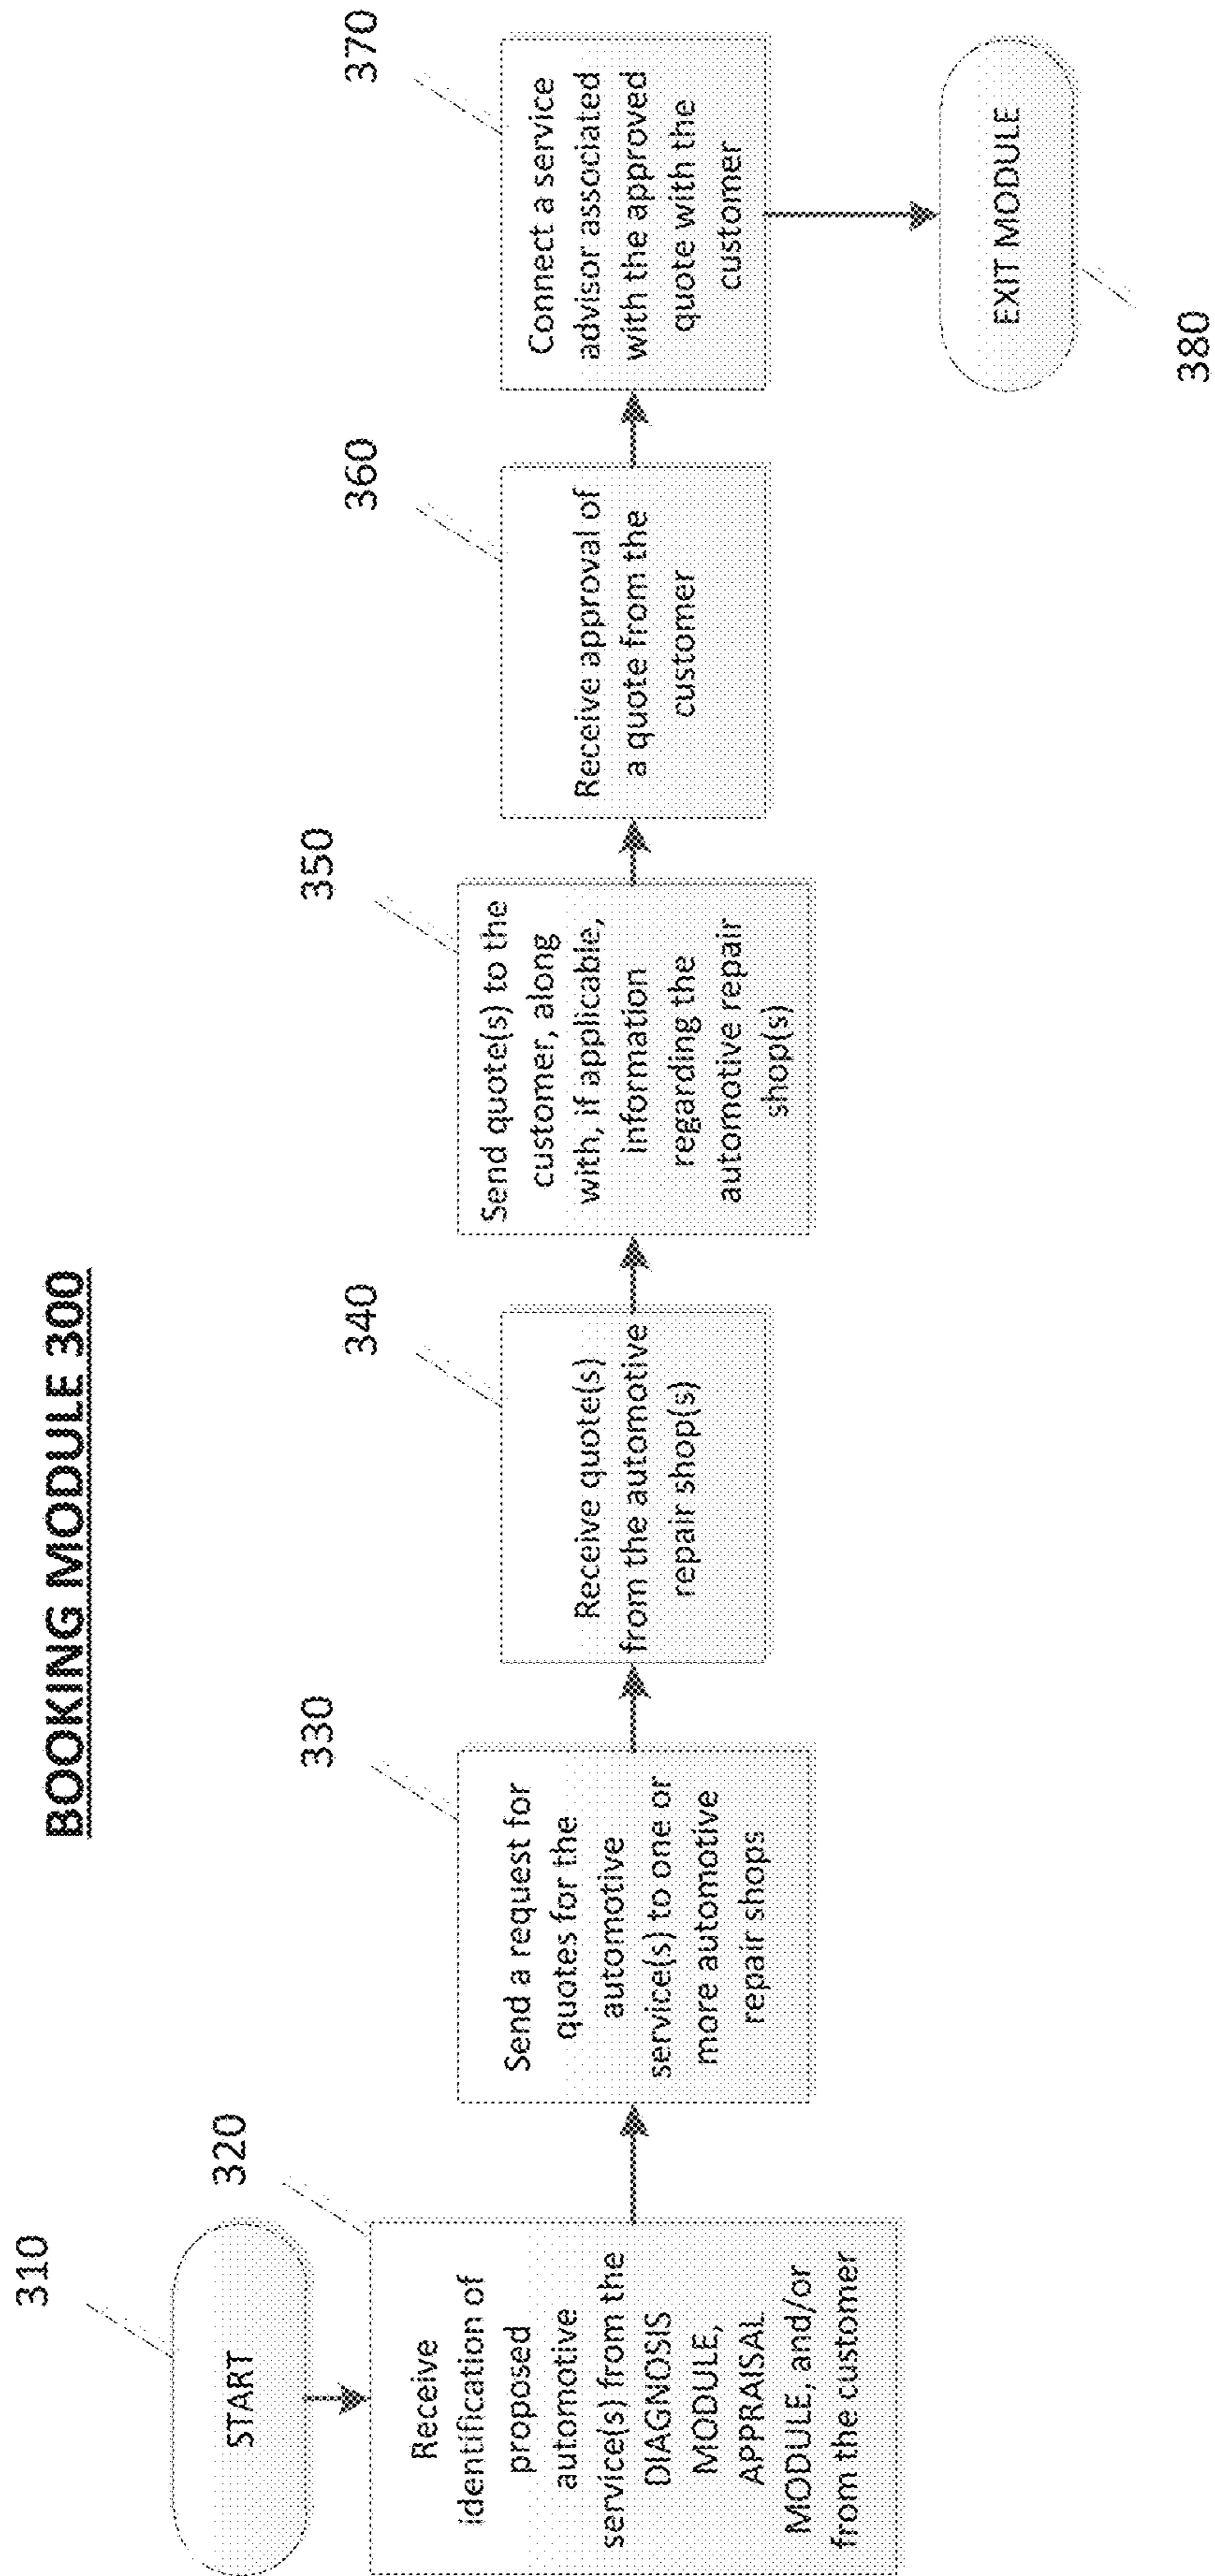 BOOKING MODULE 300
310
START
320
Receive
identification of
proposed
automotive
service(s) from the
DIAGNOSIS
MODULE,
APPRAISAL
MODULE, and/or
from the customer
330
Send a request for
quotes for the
automotive
service(s) to one or
more automotive
repair shops
340
Receive quote(s)
from the automotive
repair shop(s)
350
Send quote(s) to the
customer, along
with, if applicable,
information
regarding the
automotive repair
shop(s)
360
Receive approval of
a quote from the
customer
370
Connect a service
advisor associated
with the approved
quote with the
customer
EXIT MODULE
380